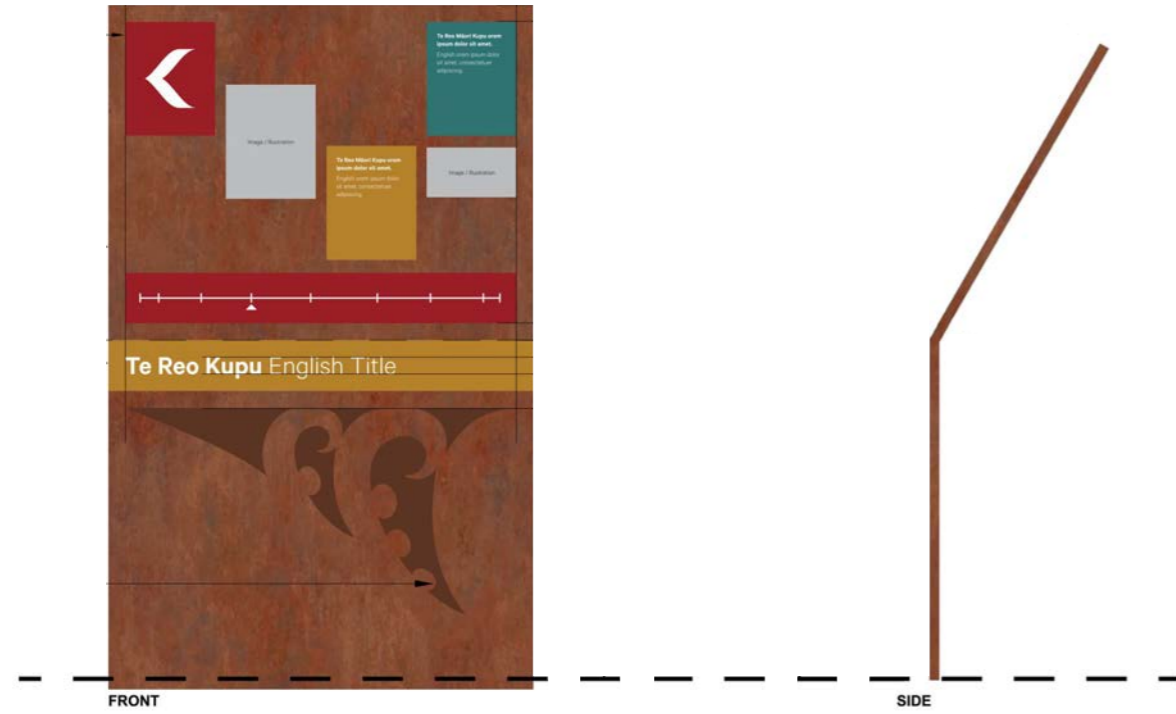 Te Reo Māori Kupu orem
ipsum dolor sit amet.
English orem ipsum dolor
sit amet, consectetuer
adipiscing.
Image / Illustration
Te Reo Māori Kupu orem
ipsum dolor sit amet.
English orem ipsum dolor
sit amet, consectetuer
adipiscing.
Image / Illustration
Te Reo Kupu English Title
FRONT
SIDE